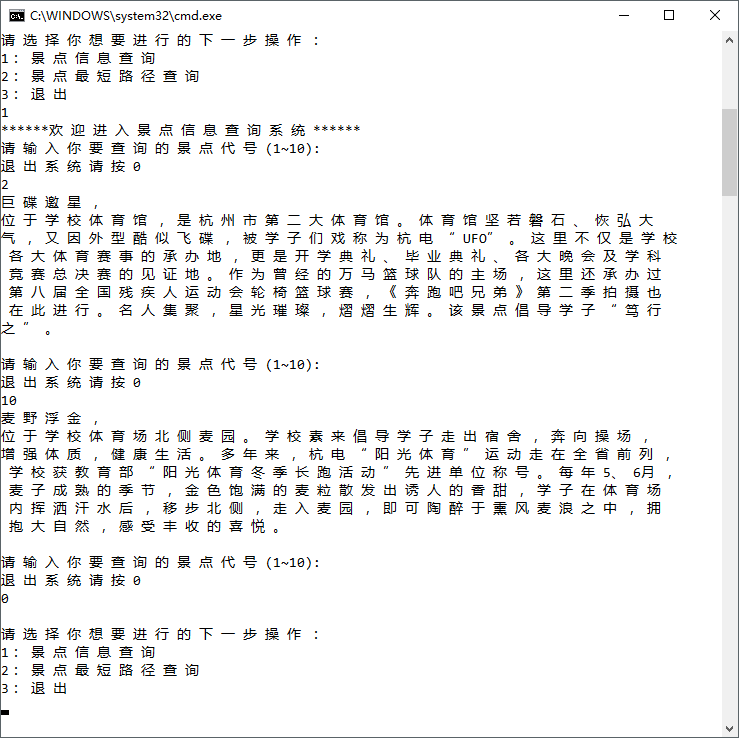 C:\WINDOWS\system32\cmd.exe
请选择你想要进行的下一步操作：
1：景点信息查询
2：景点最短路径查询
3：退出
1
******欢迎进入景点信息查询系统******
请输入你要查询的景点代号(1~10):
退出系统请按0
2
巨碟邀星，
位于学校体育馆，是杭州市第二大体育馆。体育馆坚若磐石、恢弘大
气，又因外型酷似飞碟，被学子们戏称为杭电“UFO”。这里不仅是学校
各大体育赛事的承办地，更是开学典礼、毕业典礼、各大晚会及学科
竞赛总决赛的见证地。作为曾经的万马篮球队的主场，这里还承办过
第八届全国残疾人运动会轮椅篮球赛，《奔跑吧兄弟》第二季拍摄也
在此进行。名人集聚，星光璀璨，熠熠生辉。该景点倡导学子“笃行
之”。
请输入你要查询的景点代号(1~10):
退出系统请按0
10
麦野浮金，
位于学校体育场北侧麦园。学校素来倡导学子走出宿舍，奔向操场，
增强体质，健康生活。多年来，杭电“阳光体育”运动走在全省前列，
学校获教育部“阳光体育冬季长跑活动”先进单位称号。每年5、6月，
麦子成熟的季节，金色饱满的麦粒散发出诱人的香甜，学子在体育场
内挥洒汗水后，移步北侧，走入麦园，即可陶醉于熏风麦浪之中，拥
抱大自然，感受丰收的喜悦。
请输入你要查询的景点代号(1~10):
退出系统请按0
0
请选择你想要进行的下一步操作：
1：景点信息查询
2：景点最短路径查询
3：退出